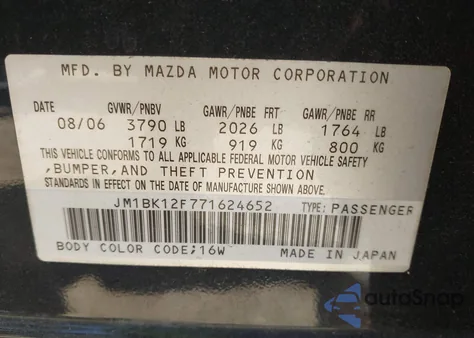 MFD. BY MAZDA MOTOR CORPORATION
DATE GVWR/PNBV GAWR/PNBE FRT GAWR/PNBE RR
08/06 3790 LB 2026 LB 1764 LB
1719 KG 919 KG 800 KG
THIS VEHICLE CONFORMS TO ALL APPLICABLE FEDERAL MOTOR VEHICLE SAFETY
,BUMPER,AND THEFT PREVENTION
STANDARDS IN EFFECT ON THE DATE OF MANUFACTURE SHOWN ABOVE.
JM1BK12F771624652 TYPE:PASSENGER
BODY COLOR CODE;16W MADE IN JAPAN
autoSnap